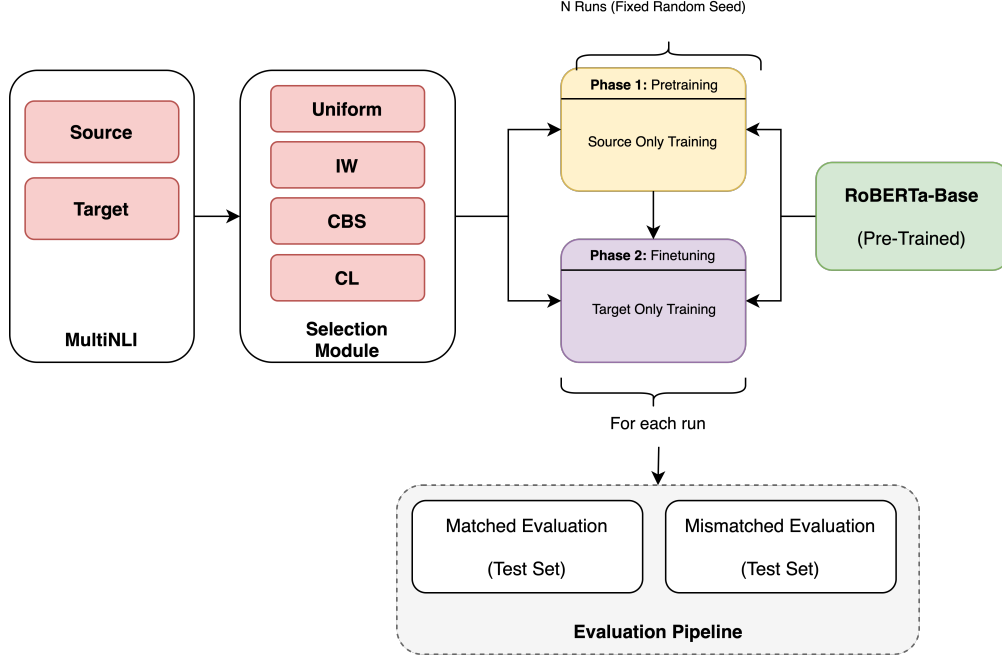 N Runs (Fixed Random Seed)
Source
Target
MultiNLI
Uniform
IW
CBS
CL
Selection
Module
Phase 1: Pretraining
Source Only Training
Phase 2: Finetuning
Target Only Training
RoBERTa-Base
(Pre-Trained)
For each run
Matched Evaluation
(Test Set)
Mismatched Evaluation
(Test Set)
Evaluation Pipeline